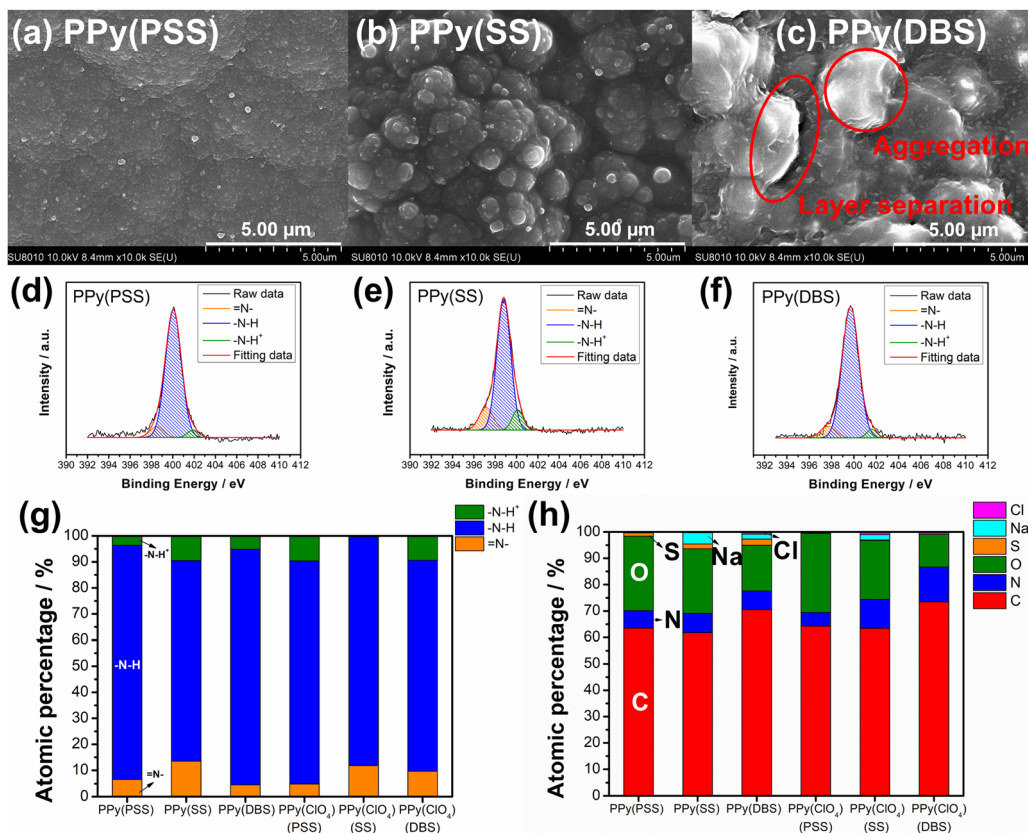 (a) PPy(PSS)
5.00 μm
SU8010 10.0kV 8.4mm x10.0k SE(U)
5.00um
(b) PPy(SS)
5.00 μm
SU8010 10.0kV 8.4mm x10.0k SE(U)
5.00um
(c) PPy(DBS)
Aggregation
Layer separation
5.00 μm
SU8010 10.0kV 8.4mm x10.0k SE(U)
5.00um
(d)
PPy(PSS)
Raw data
=N-
-N-H
-N-H+
Fitting data
Intensity / a.u.
390 392 394 396 398 400 402 404 406 408 410 412
Binding Energy / eV
(e)
PPy(SS)
Raw data
=N-
-N-H
-N-H+
Fitting data
Intensity / a.u.
390 392 394 396 398 400 402 404 406 408 410 412
Binding Energy / eV
(f)
PPy(DBS)
Raw data
=N-
-N-H
-N-H+
Fitting data
Intensity / a.u.
392 394 396 398 400 402 404 406 408 410 412
Binding Energy / eV
(g)
-N-H+
-N-H
=N-
Atomic percentage / %
100
90
80
70
60
50
40
30
20
10
0
-N-H+
-N-H
=N-
PPy(PSS) PPy(SS) PPy(DBS) PPy(ClO4) PPy(ClO4) PPy(ClO4)
(PSS) (SS) (DBS)
(h)
Cl
Na
S
O
N
C
Atomic percentage / %
100
90
80
70
60
50
40
30
20
10
0
S
Na
Cl
O
N
C
PPy(PSS) PPy(SS) PPy(DBS) PPy(ClO4) PPy(ClO4) PPy(ClO4)
(PSS) (SS) (DBS)